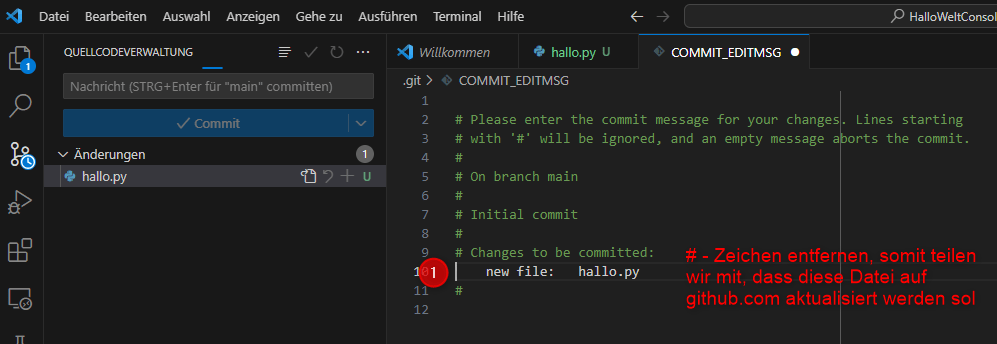 Datei Bearbeiten Auswahl Anzeigen Gehe zu Ausführen Terminal Hilfe HalloWeltConsol
QUELLCODEVERWALTUNG
Willkommen hallo.py U COMMIT_EDITMSG
Nachricht (STRG+Enter für "main" committen)
Commit
Änderungen 1
hallo.py U
1
.git > COMMIT_EDITMSG
1
2 # Please enter the commit message for your changes. Lines starting
3 # with '#' will be ignored, and an empty message aborts the commit.
4 #
5 # On branch main
6 #
7 # Initial commit
8 #
9 # Changes to be committed:
10 new file: hallo.py
11 #
12
1
# - Zeichen entfernen, somit teilen
wir mit, dass diese Datei auf
github.com aktualisiert werden sol